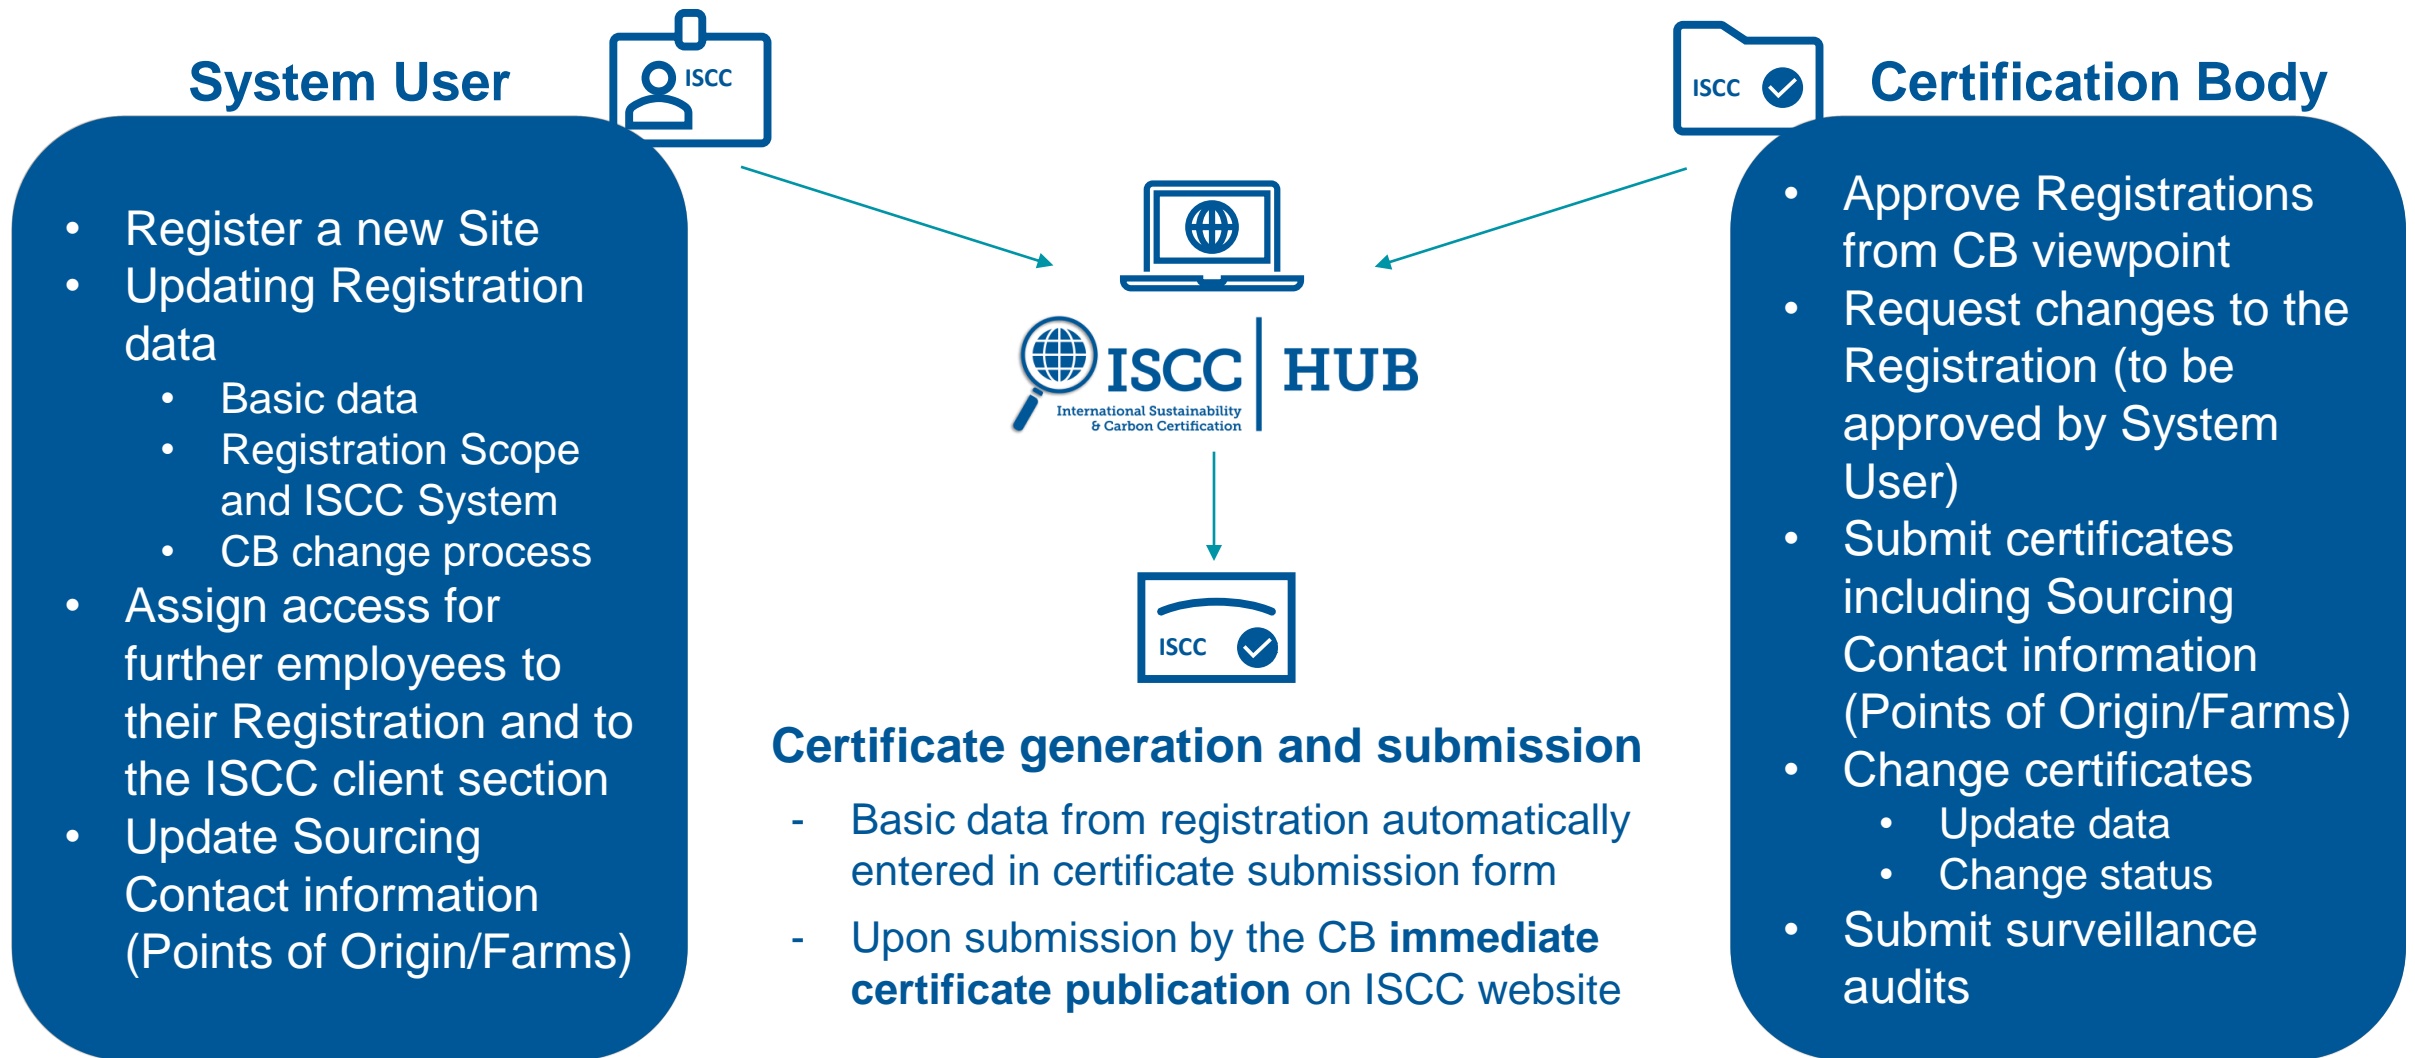 System User
ISCC
• Register a new Site
• Updating Registration
data
• Basic data
• Registration Scope
and ISCC System
• CB change process
• Assign access for
further employees to
their Registration and to
the ISCC client section
• Update Sourcing
Contact information
(Points of Origin/Farms)
ISCC | HUB
International Sustainability
& Carbon Certification
ISCC
Certificate generation and submission
- Basic data from registration automatically
entered in certificate submission form
- Upon submission by the CB immediate
certificate publication on ISCC website
ISCC
Certification Body
• Approve Registrations
from CB viewpoint
• Request changes to the
Registration (to be
approved by System
User)
• Submit certificates
including Sourcing
Contact information
(Points of Origin/Farms)
• Change certificates
• Update data
• Change status
• Submit surveillance
audits